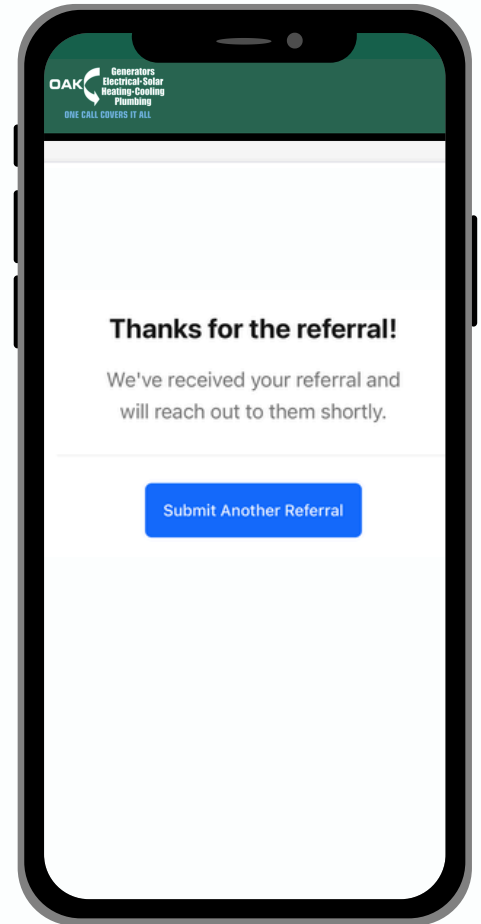 OAK
Generators
Electrical-Solar
Heating-Cooling
Plumbing
ONE CALL COVERS IT ALL
Thanks for the referral!
We've received your referral and
will reach out to them shortly.
Submit Another Referral